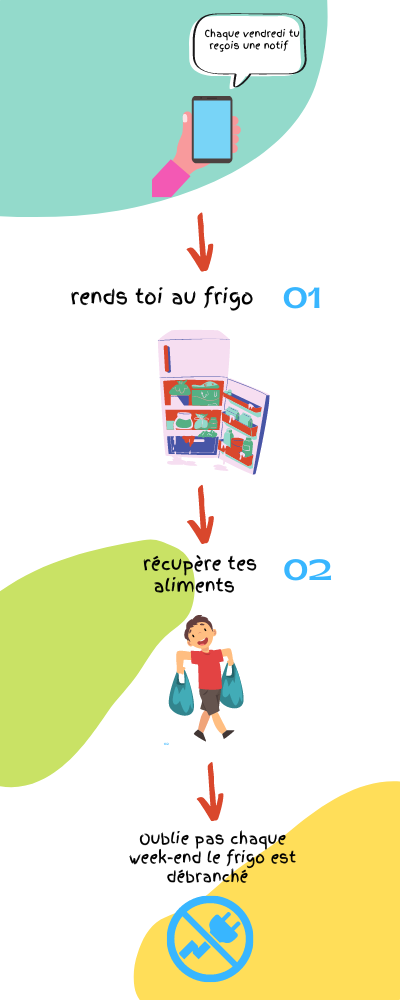 Chaque vendredi tu
reçois une notif
rends toi au frigo
01
récupère tes
aliments
02
Oublie pas chaque
week-end le frigo est
débranché